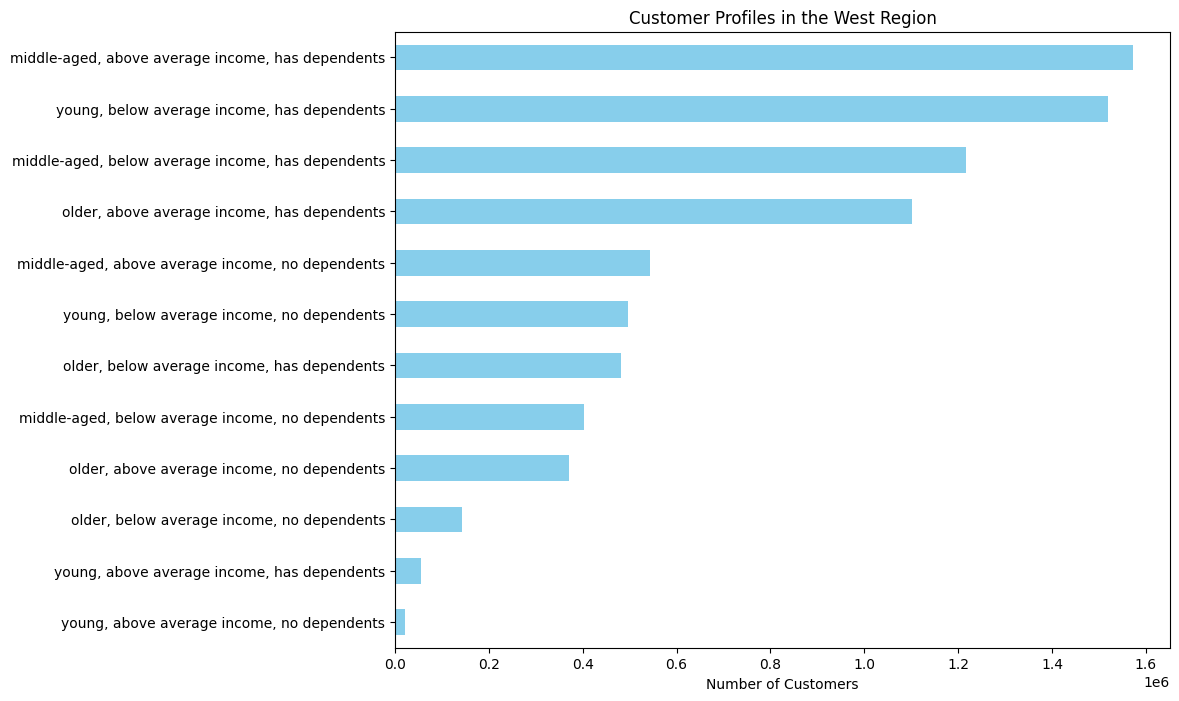 Customer Profiles in the West Region
middle-aged, above average income, has dependents
young, below average income, has dependents
middle-aged, below average income, has dependents
older, above average income, has dependents
middle-aged, above average income, no dependents
young, below average income, no dependents
older, below average income, has dependents
middle-aged, below average income, no dependents
older, above average income, no dependents
older, below average income, no dependents
young, above average income, has dependents
young, above average income, no dependents
0.0 0.2 0.4 0.6 0.8 1.0 1.2 1.4 1.6
1e6
Number of Customers